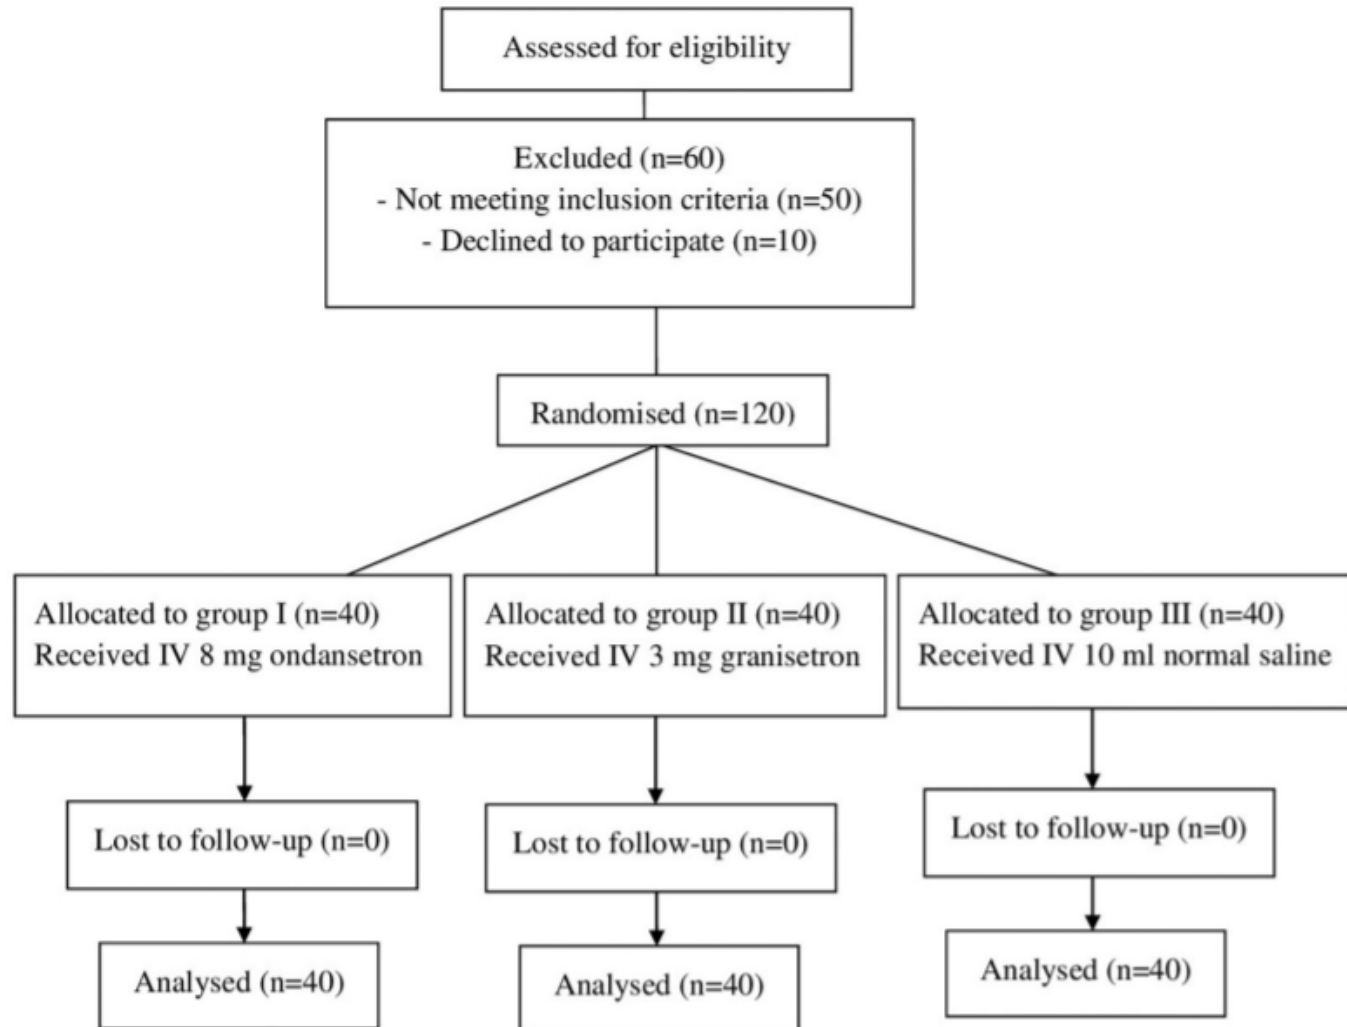 Assessed for eligibility
Excluded (n=60)
- Not meeting inclusion criteria (n=50)
- Declined to participate (n=10)
Randomised (n=120)
Allocated to group I (n=40)
Received IV 8 mg ondansetron
Allocated to group II (n=40)
Received IV 3 mg granisetron
Allocated to group III (n=40)
Received IV 10 ml normal saline
Lost to follow-up (n=0)
Lost to follow-up (n=0)
Lost to follow-up (n=0)
Analysed (n=40)
Analysed (n=40)
Analysed (n=40)